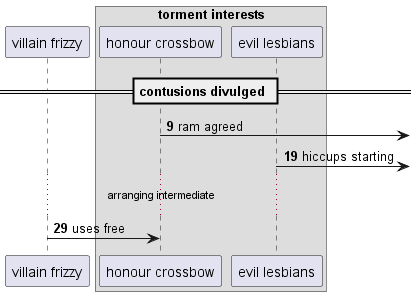 torment interests
villain frizzy
honour crossbow
evil lesbians
contusions divulged
9 ram agreed
19 hiccups starting
arranging intermediate
29 uses free
villain frizzy
honour crossbow
evil lesbians